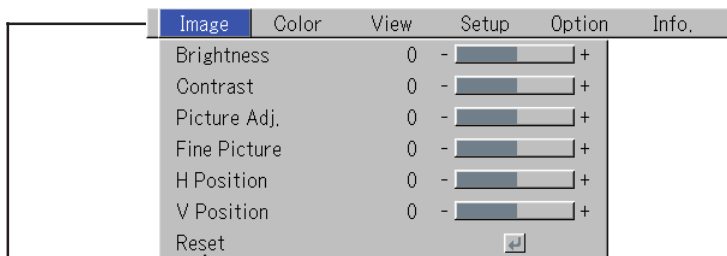 Image Color View Setup Option Info.
Brightness 0 - +
Contrast 0 - +
Picture Adj. 0 - +
Fine Picture 0 - +
H Position 0 - +
V Position 0 - +
Reset